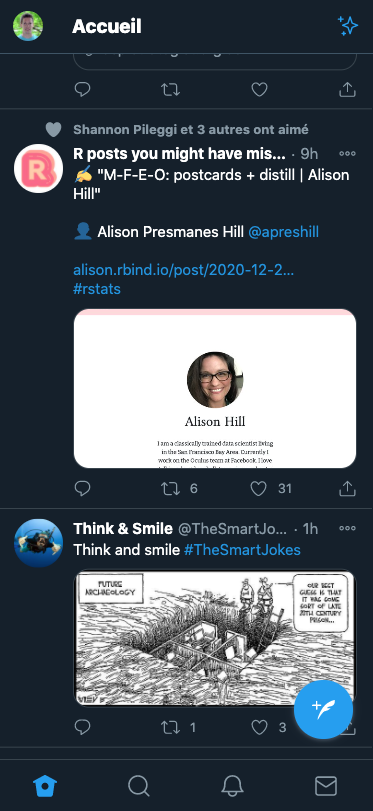 Accueil
Shannon Pileggi et 3 autres ont aimé
R posts you might have mis... · 9h
✍️ "M-F-E-O: postcards + distill | Alison
Hill"
👤 Alison Presmanes Hill @apreshill
alison.rbind.io/post/2020-12-2...
#rstats
R
Alison Hill
I am a classically trained data scientist living
in the San Francisco Bay Area. Currently I
work on the Oculus team at Facebook. I love
6
31
Think & Smile @TheSmartJo... · 1h
Think and smile #TheSmartJokes
FUTURE
ARCHAEOLOGY
OUR BEST
GUESS IS THAT
IT WAS SOME
SORT OF LATE
20TH CENTURY
PRISON...
1
3